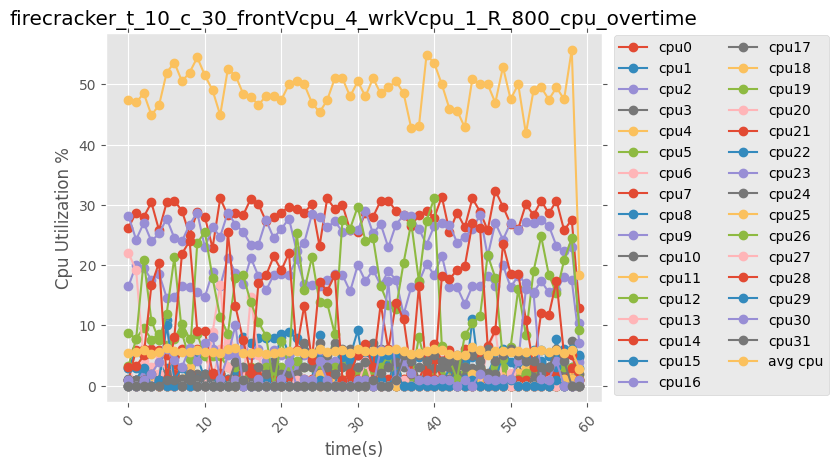 firecracker_t_10_c_30_frontVcpu_4_wrkVcpu_1_R_800_cpu_overtime
Cpu Utilization %
50
40
30
20
10
0
0
10
20
30
40
50
60
time(s)
cpu0
cpu1
cpu2
cpu3
cpu4
cpu5
cpu6
cpu7
cpu8
cpu9
cpu10
cpu11
cpu12
cpu13
cpu14
cpu15
cpu16
cpu17
cpu18
cpu19
cpu20
cpu21
cpu22
cpu23
cpu24
cpu25
cpu26
cpu27
cpu28
cpu29
cpu30
cpu31
avg cpu